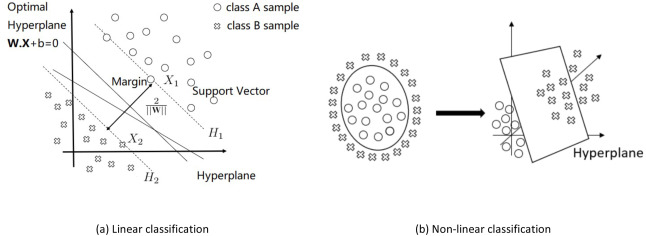 Optimal
Hyperplane
W.X+b=0
class A sample
class B sample
Margin
X₁
Support Vector
2
||W||
X₂
H₁
H₂
Hyperplane
Hyperplane
(a) Linear classification
(b) Non-linear classification